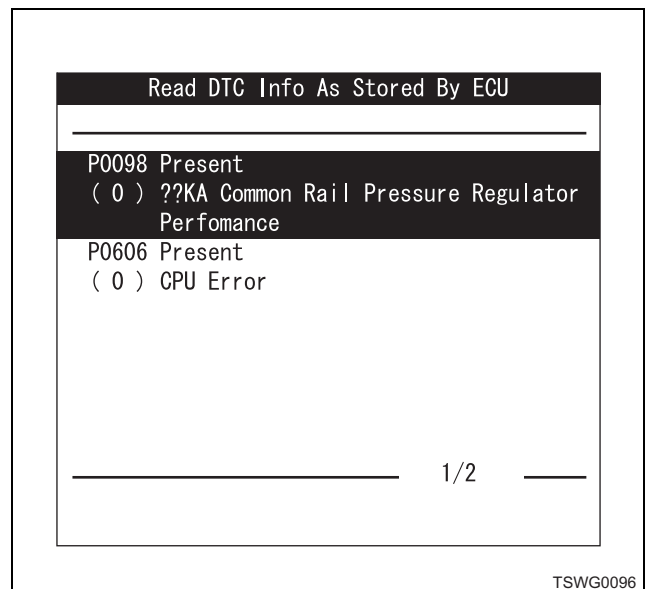 Read DTC Info As Stored By ECU
P0098 Present
( 0 ) ??KA Common Rail Pressure Regulator
Perfomance
P0606 Present
( 0 ) CPU Error
1/2
TSWG0096